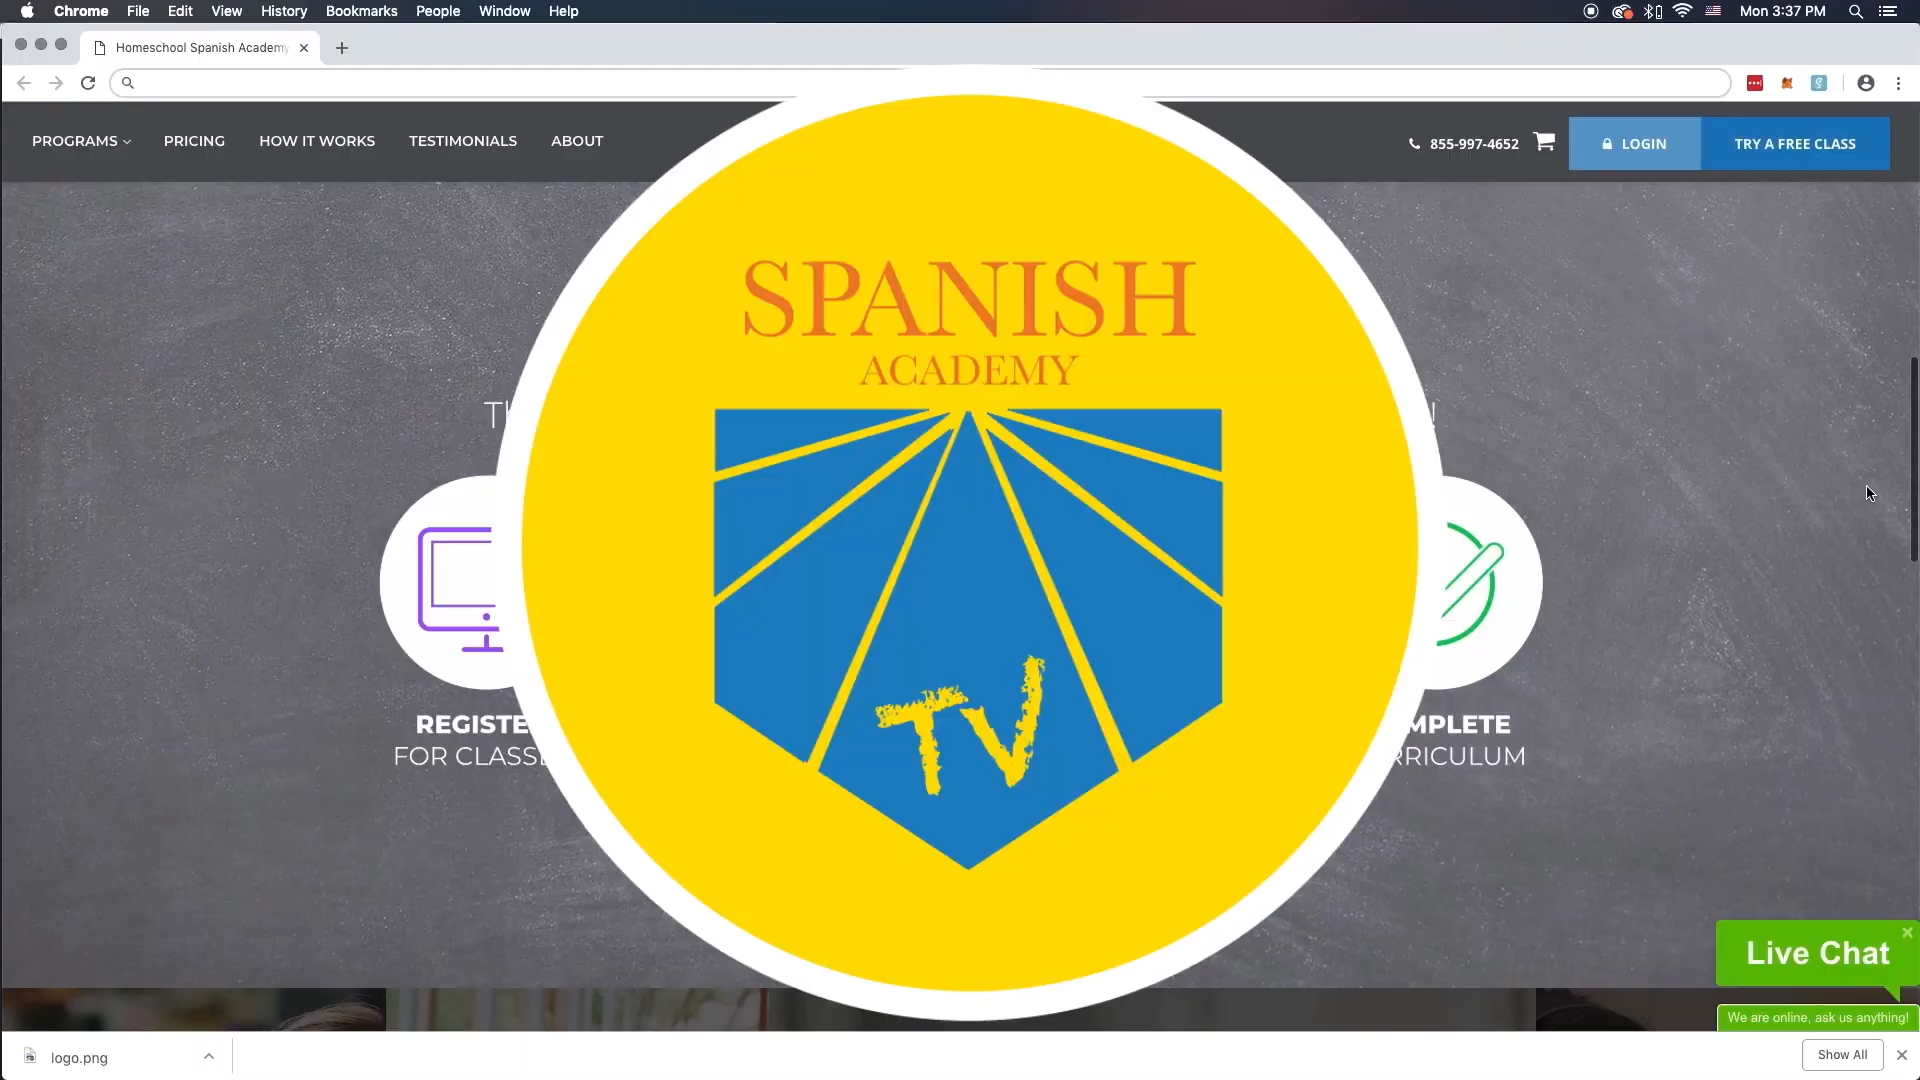 Chrome File Edit View History Bookmarks People Window Help
Mon 3:37 PM
Homeschool Spanish Academy
PROGRAMS PRICING HOW IT WORKS TESTIMONIALS ABOUT
855-997-4652 LOGIN TRY A FREE CLASS
SPANISH
ACADEMY
TV
REGISTE
FOR CLASS
MPLETE
RRICULUM
Live Chat
We are online, ask us anything!
logo.png
Show All